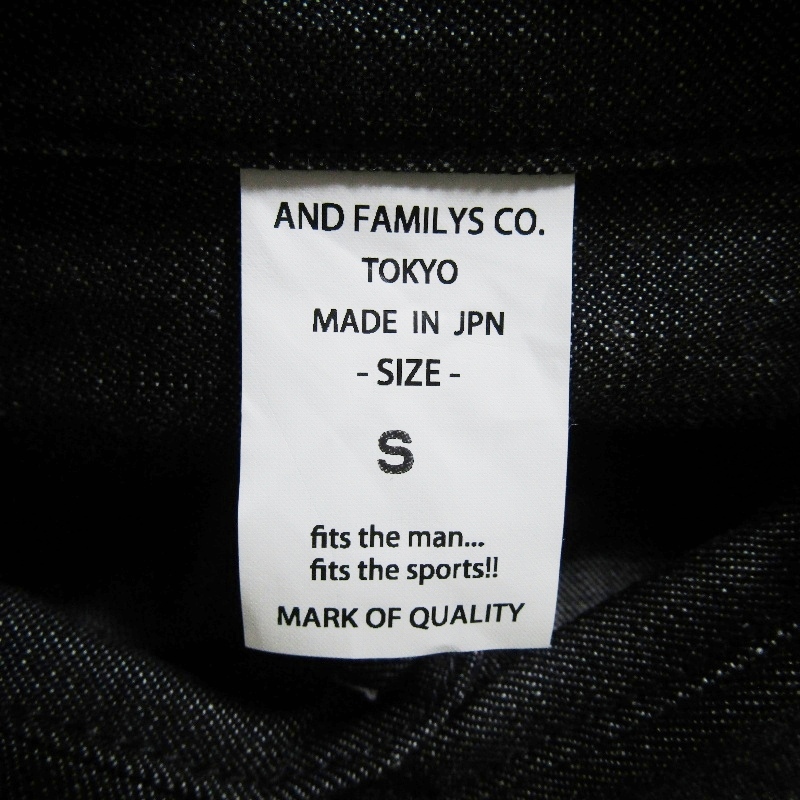 AND FAMILYS CO.
TOKYO
MADE IN JPN
- SIZE -
S
fits the man...
fits the sports!!
MARK OF QUALITY